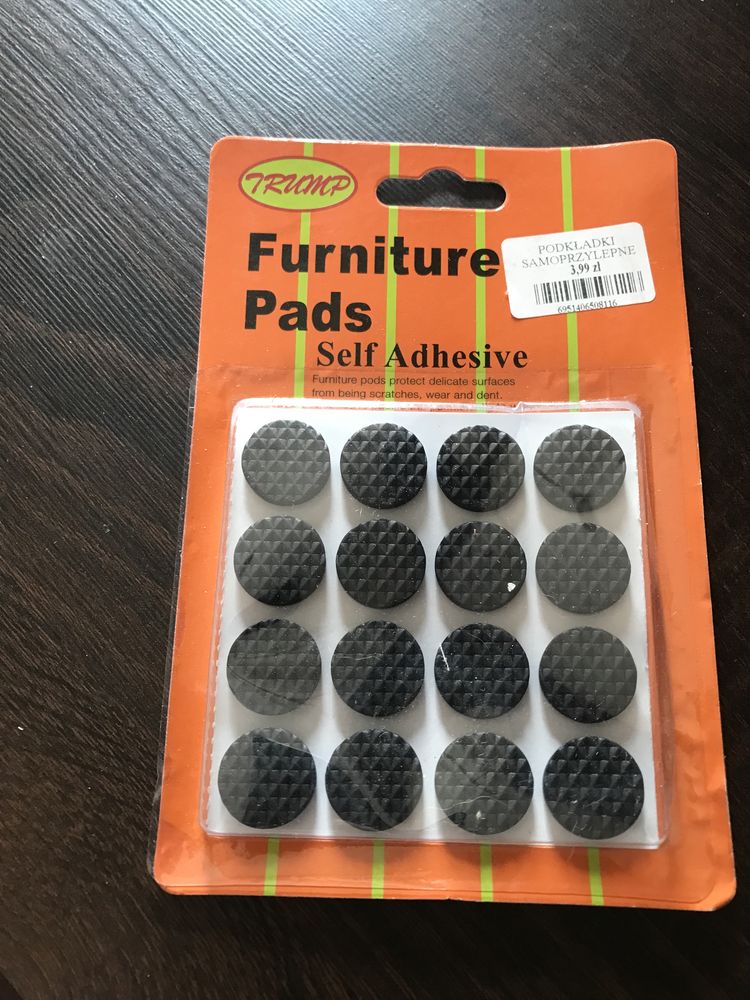 TRUMP
Furniture
Pads
Self Adhesive
Furniture pods protect delicate surfaces
from being scratches, wear and dent.
PODKŁADKI
SAMOPRZYLEPNE
3,99 zł
6951406508116